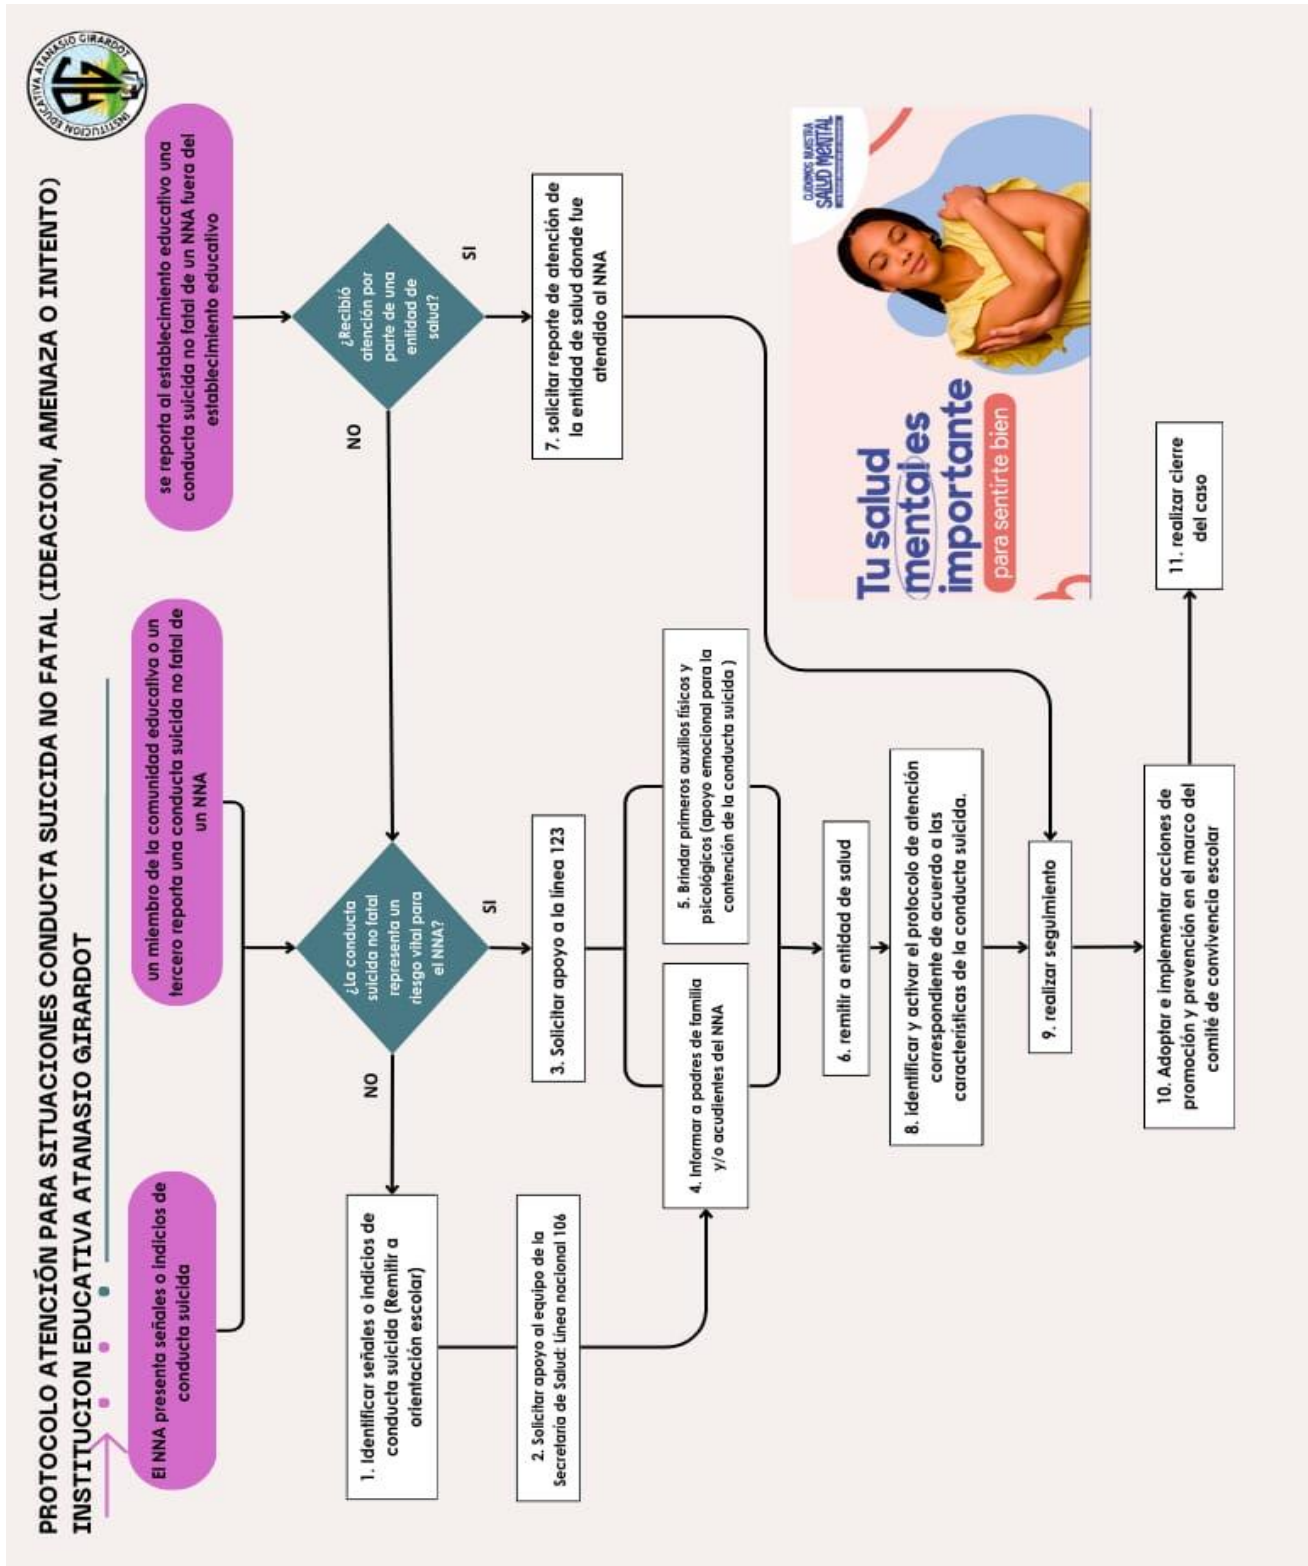 PROTOCOLO ATENCIÓN PARA SITUACIONES CONDUCTA SUICIDA NO FATAL (IDEACION, AMENAZA O INTENTO)
INSTITUCION EDUCATIVA ATANASIO GIRARDOT
INSTITUCION EDUCATIVA ATANASIO GIRARDOT
AG
El NNA presenta señales o indicios de
conducta suicida
un miembro de la comunidad educativa o un
tercero reporta una conducta suicida no fatal de
un NNA
se reporta al establecimiento educativo una
conducta suicida no fatal de un NNA fuera del
establecimiento educativo
¿La conducta
suicida no fatal
representa un
riesgo vital para
el NNA?
¿Recibió
atención por
parte de una
entidad de
salud?
NO
SI
NO
SI
1. Identificar señales o indicios de
conducta suicida (Remitir a
orientación escolar)
2. Solicitar apoyo al equipo de la
Secretaría de Salud: Línea nacional 106
3. Solicitar apoyo a la línea 123
4. Informar a padres de familia
y/o acudientes del NNA
5. Brindar primeros auxilios físicos y
psicológicos (apoyo emocional para la
contención de la conducta suicida )
6. remitir a entidad de salud
7. solicitar reporte de atención de
la entidad de salud donde fue
atendido al NNA
8. identificar y activar el protocolo de atención
correspondiente de acuerdo a las
características de la conducta suicida.
9. realizar seguimiento
10. Adoptar e implementar acciones de
promoción y prevención en el marco del
comité de convivencia escolar
11. realizar cierre
del caso
Tu salud
mental es
importante
para sentirte bien
CUIDEMOS NUESTRA
SALUD MENTAL